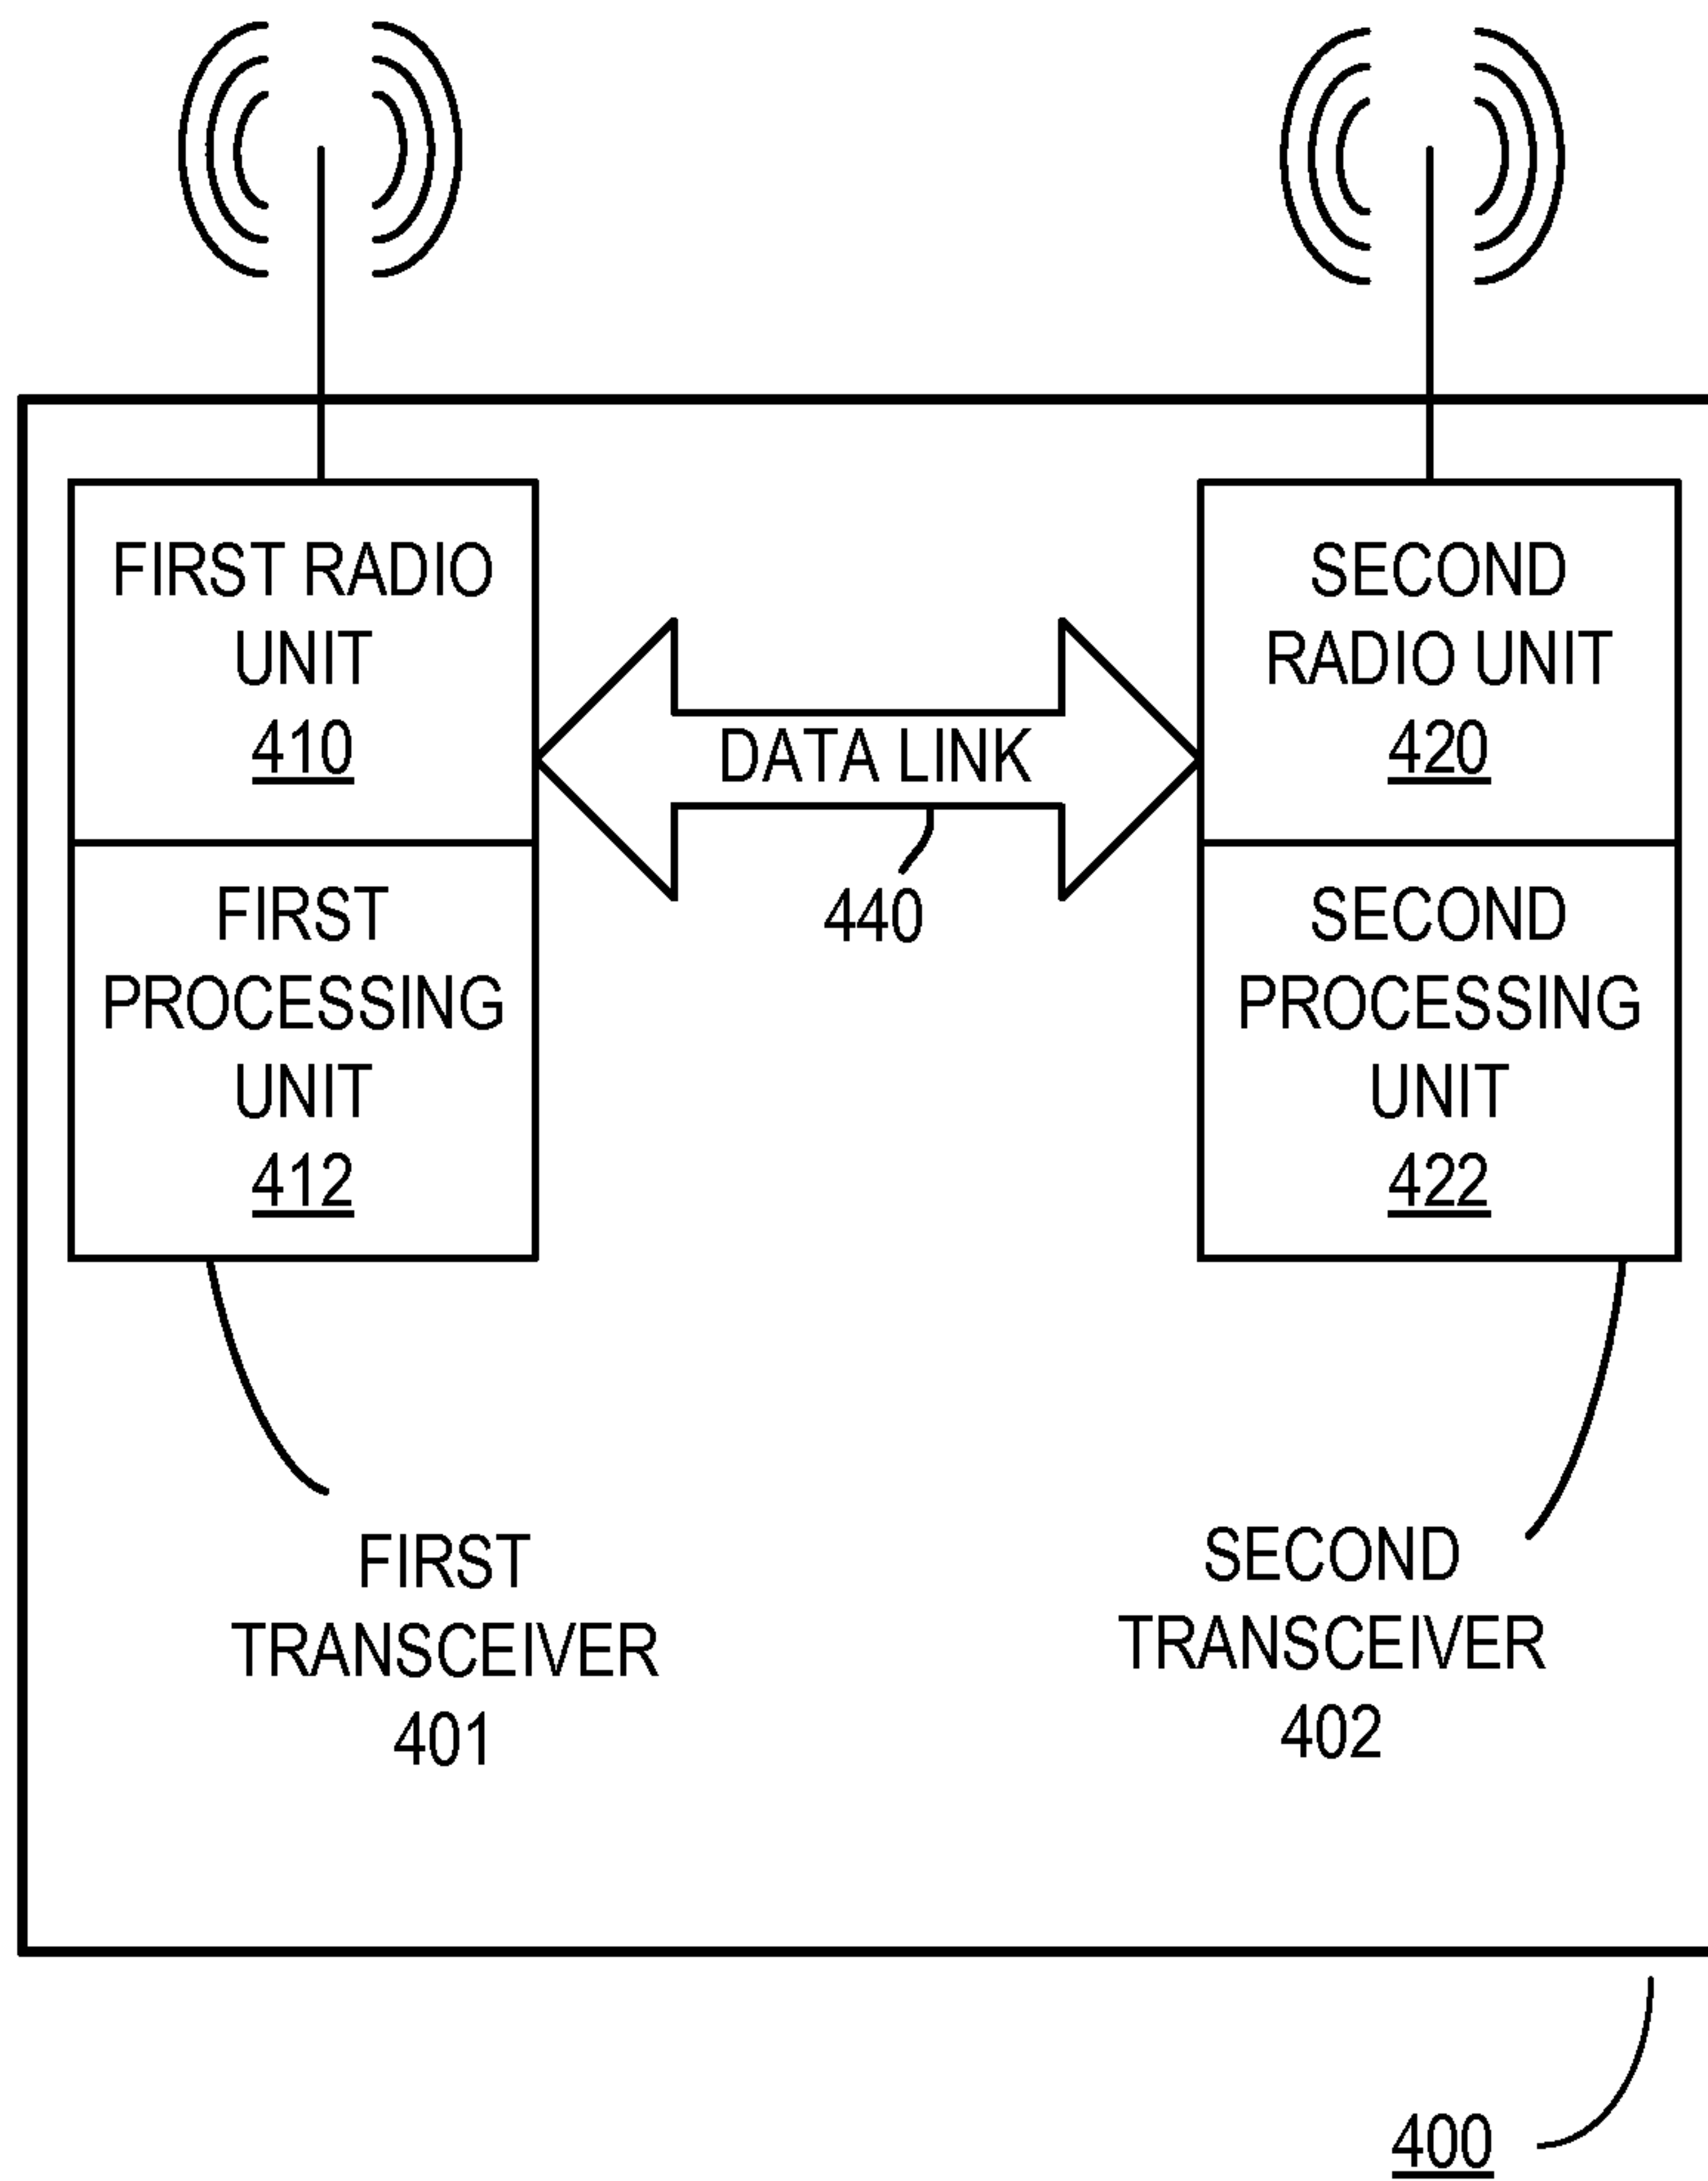 FIRST RADIO
UNIT
410
FIRST
PROCESSING
UNIT
412
DATA LINK
440
SECOND
RADIO UNIT
420
SECOND
PROCESSING
UNIT
422
FIRST
TRANSCEIVER
401
SECOND
TRANSCEIVER
402
400